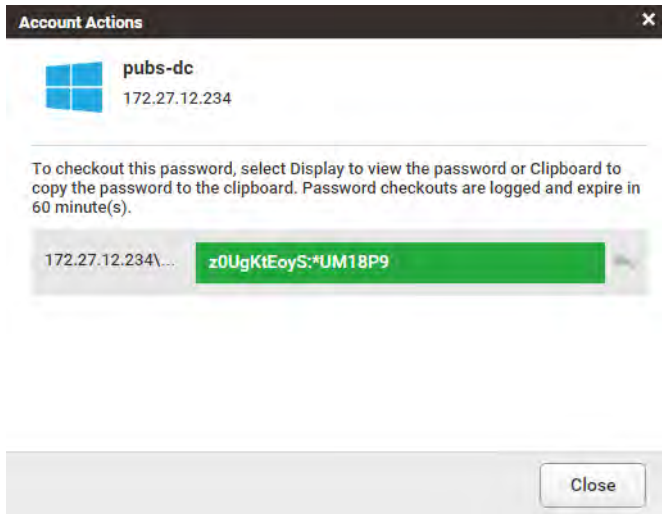 Account Actions
pubs-dc
172.27.12.234
To checkout this password, select Display to view the password or Clipboard to
copy the password to the clipboard. Password checkouts are logged and expire in
60 minute(s).
172.27.12.234\... z0UgKtEoyS:*UM18P9
Close